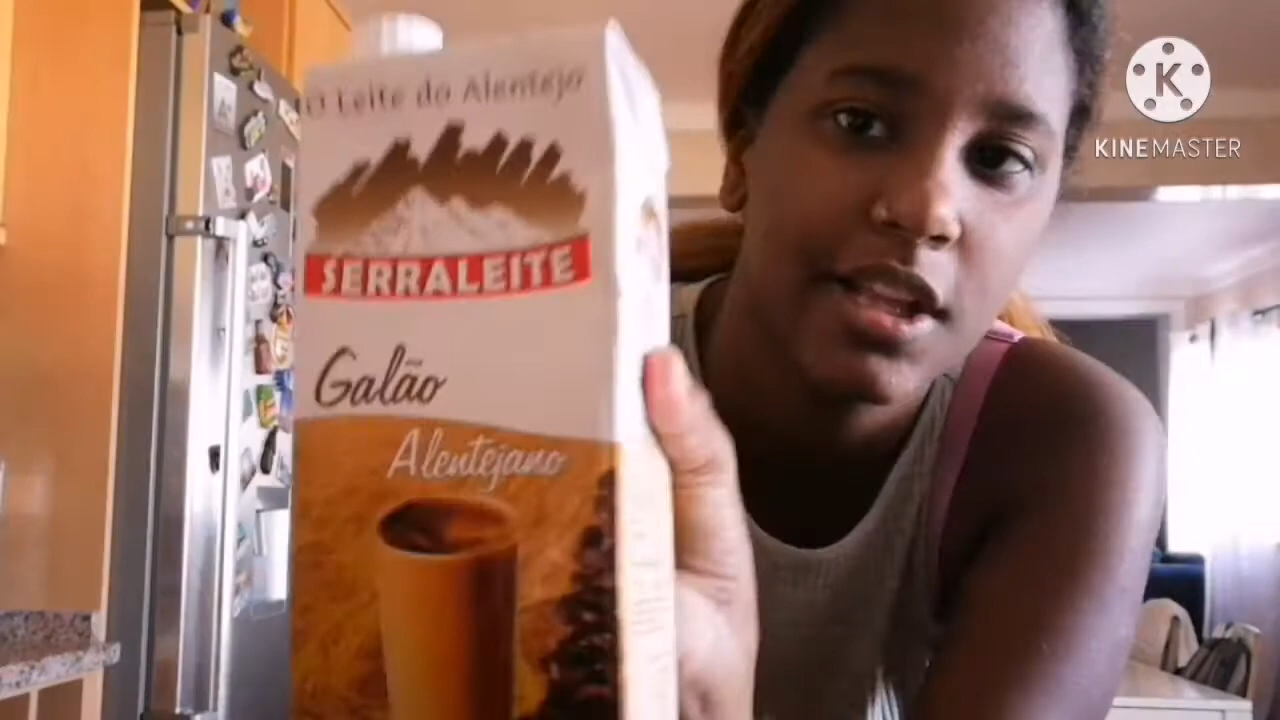 O Leite do Alentejo
SERRALEITE
Galão
Alentejano
K
KINEMASTER